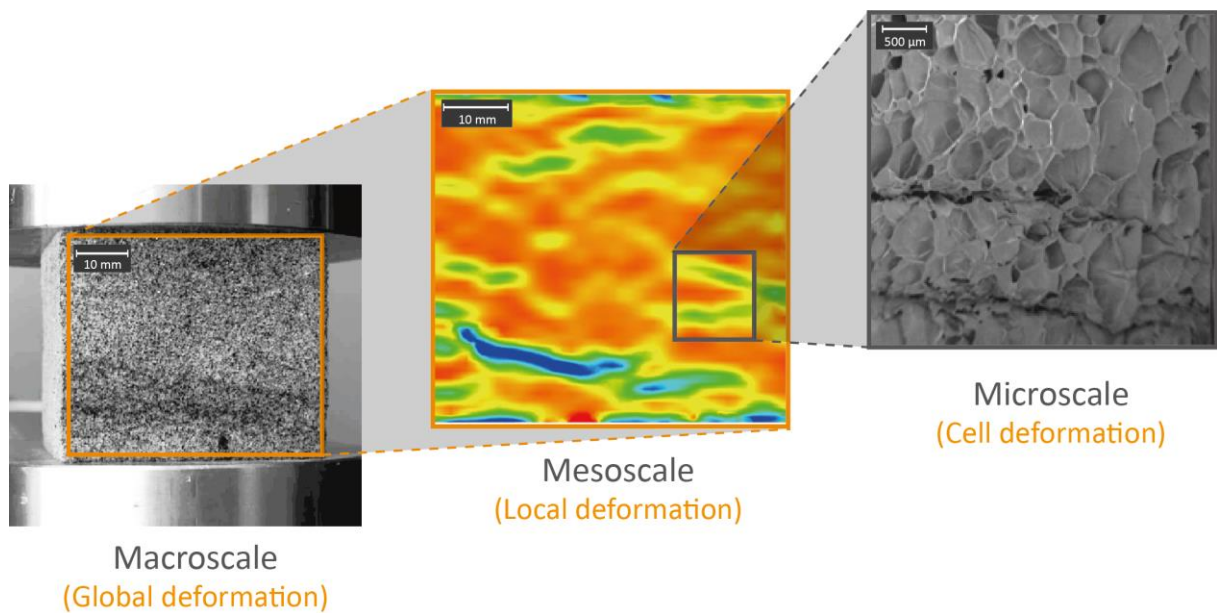 10 mm
Macroscale
(Global deformation)
10 mm
Mesoscale
(Local deformation)
500 µm
Microscale
(Cell deformation)